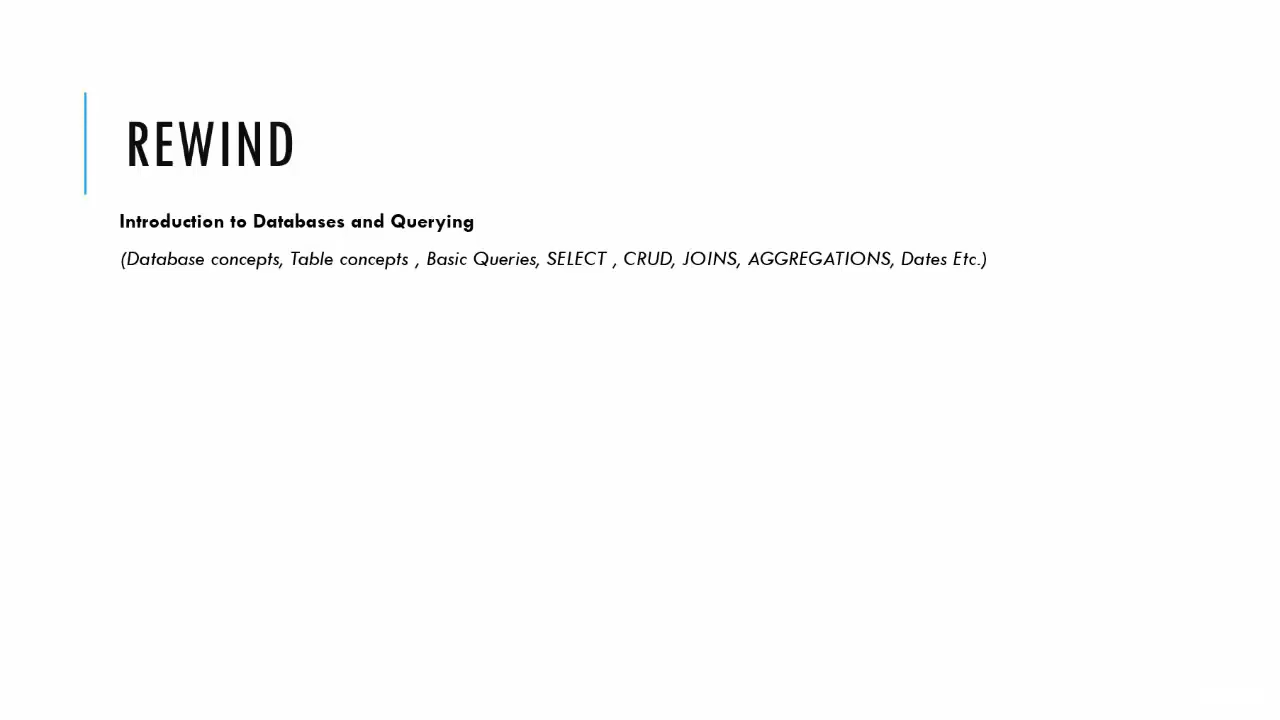 REWIND
Introduction to Databases and Querying
(Database concepts, Table concepts , Basic Queries, SELECT , CRUD, JOINS, AGGREGATIONS, Dates Etc.)